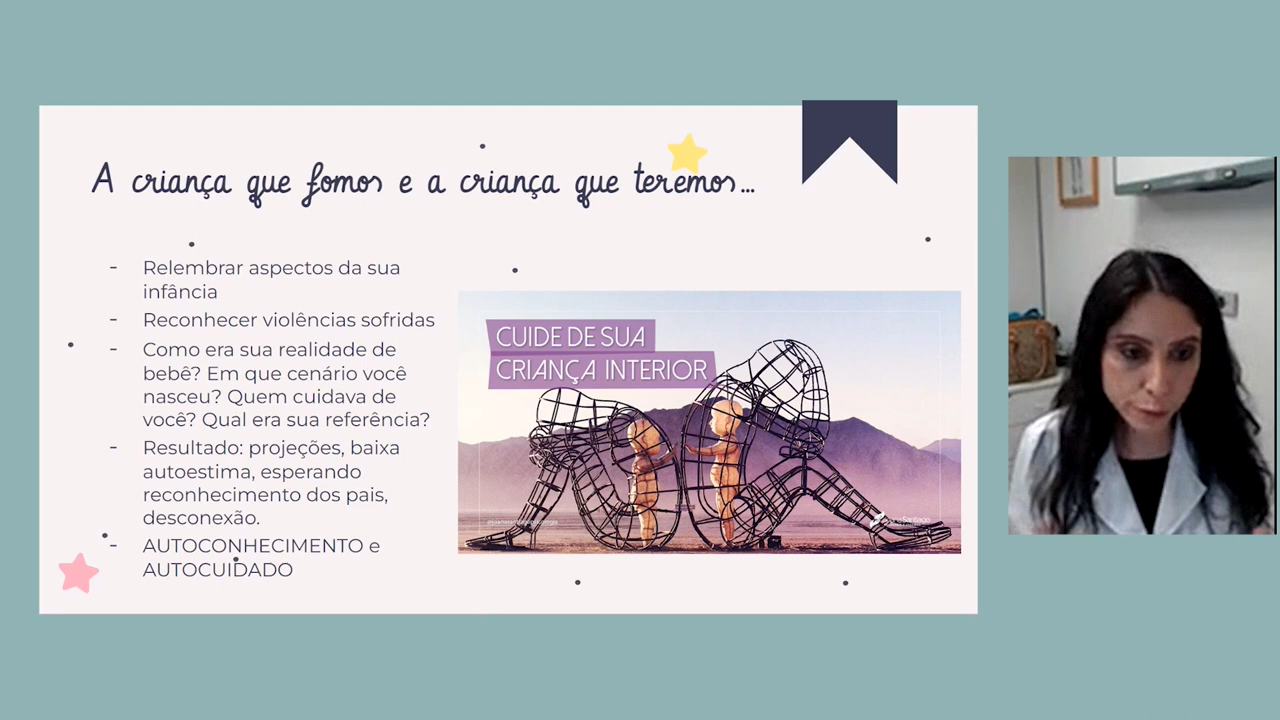 A criança que fomos e a criança que teremos...
- Relembrar aspectos da sua
infância
- Reconhecer violências sofridas
- Como era sua realidade de
bebê? Em que cenário você
nasceu? Quem cuidava de
você? Qual era sua referência?
- Resultado: projeções, baixa
autoestima, esperando
reconhecimento dos pais,
desconexão.
- AUTOCONHECIMENTO e
AUTOCUIDADO
CUIDE DE SUA
CRIANÇA INTERIOR